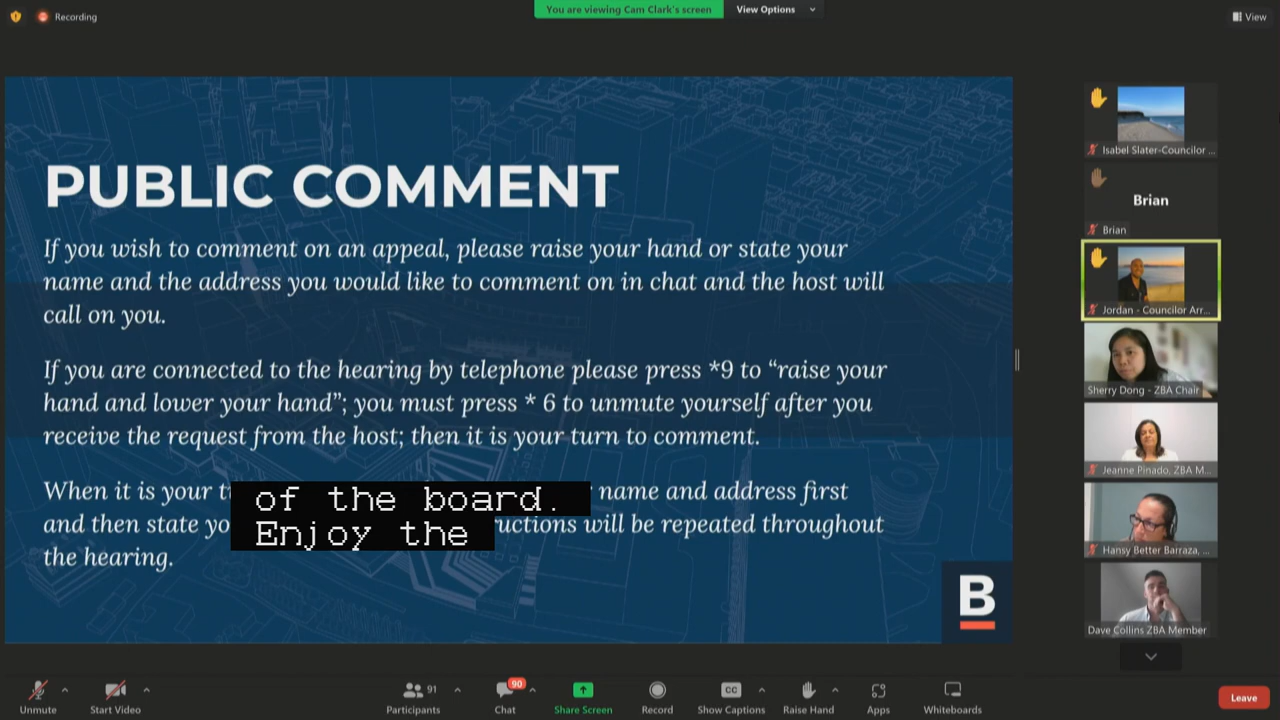 Recording
You are viewing Cam Clark's screen
View Options
View
PUBLIC COMMENT
If you wish to comment on an appeal, please raise your hand or state your
name and the address you would like to comment on in chat and the host will
call on you.
If you are connected to the hearing by telephone please press *9 to “raise your
hand and lower your hand”; you must press * 6 to unmute yourself after you
receive the request from the host; then it is your turn to comment.
When it is your name and address first
and then state will be repeated throughout
the hearing.
of the board.
Enjoy the
B
Isabel Slater-Councilor ...
Brian
Brian
Jordan - Councilor Arr...
Sherry Dong - ZBA Chair
Jeanne Pinado, ZBA M...
Hansy Better Barraza, ...
Dave Collins ZBA Member
Unmute
Start Video
91
Participants
90
Chat
Share Screen
Record
CC
Show Captions
Raise Hand
Apps
Whiteboards
Leave